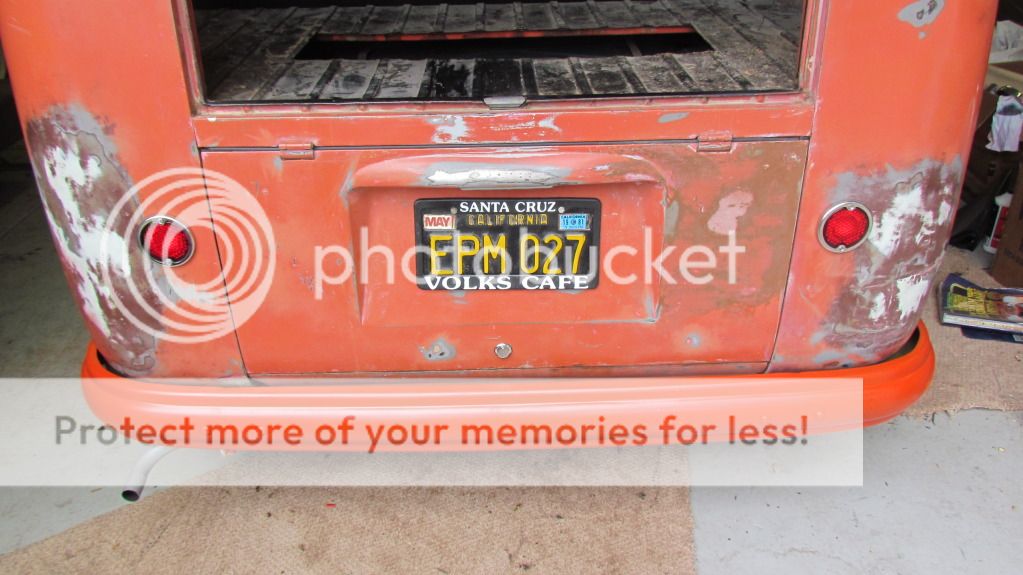 SANTA CRUZ
MAY
CALIFORNIA
EPM 027
VOLKS CAFE
photobucket
Protect more of your memories for less!